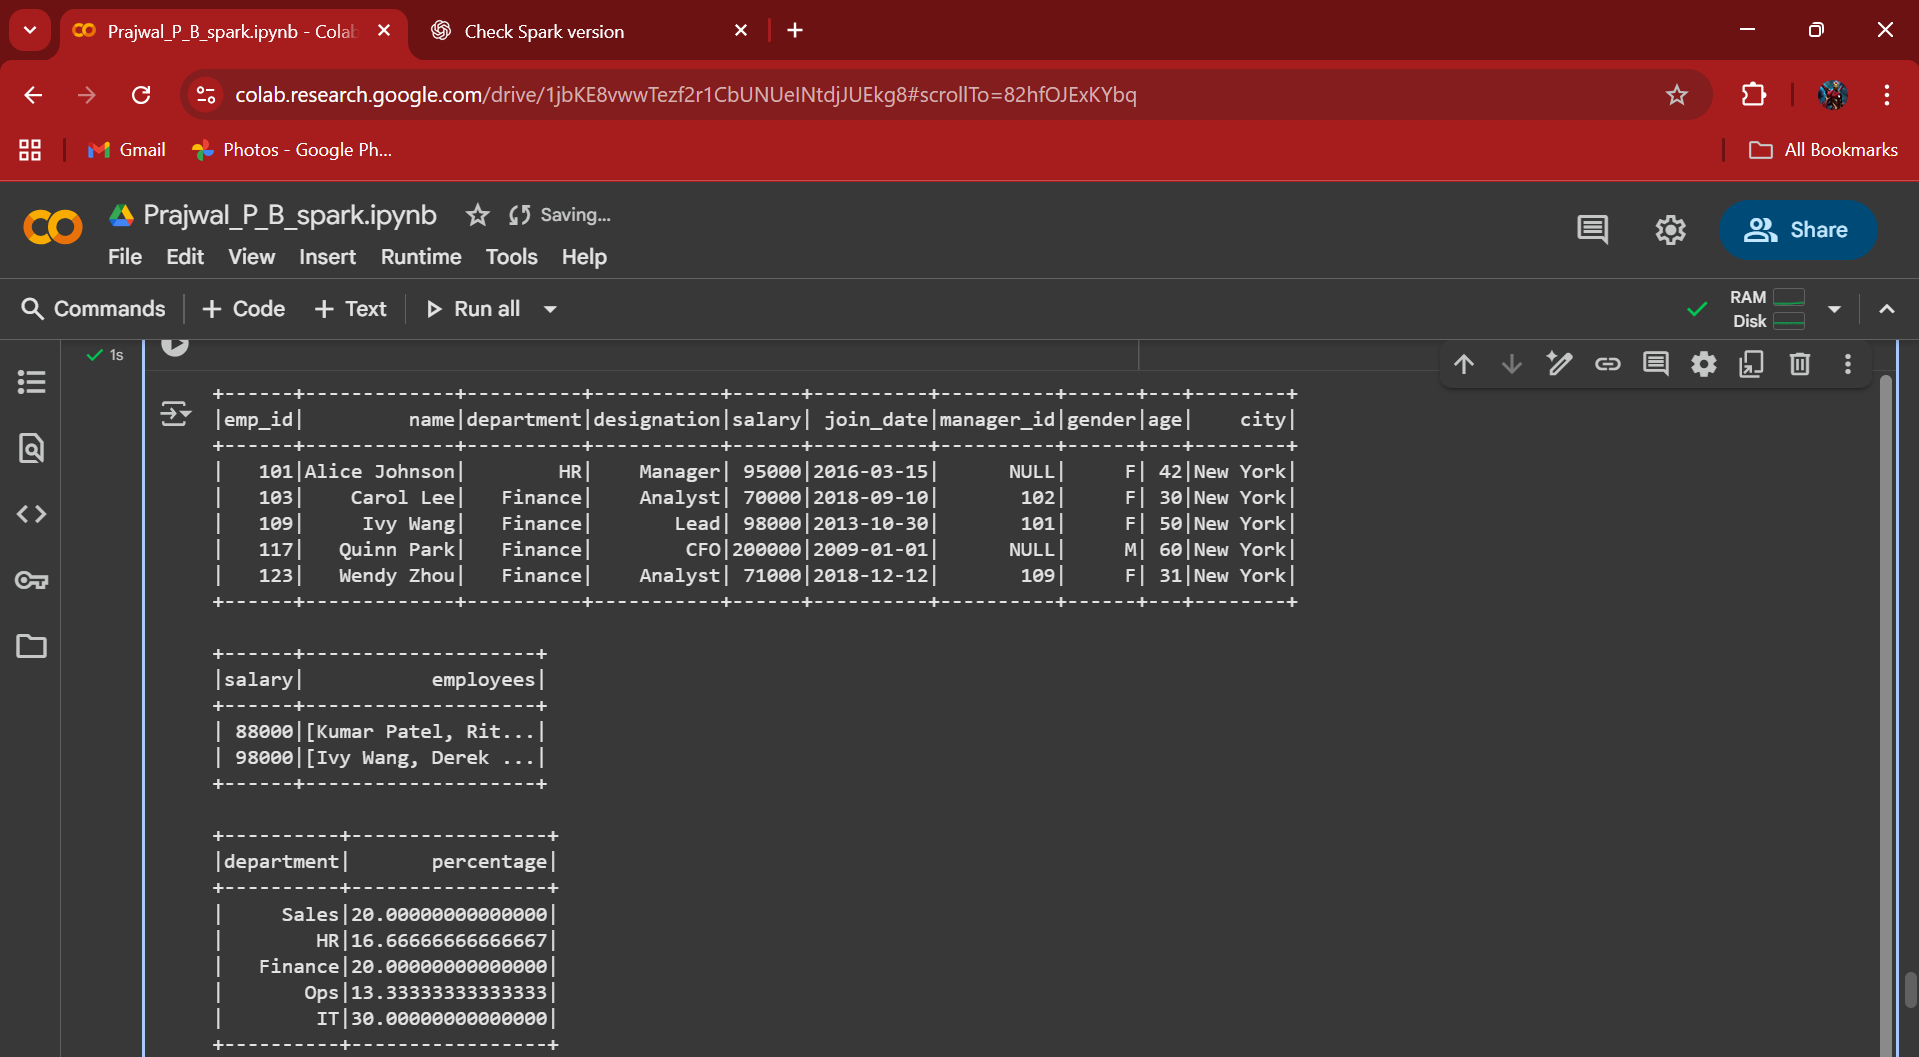 Prajwal_P_B_spark.ipynb - Colab
Check Spark version
colab.research.google.com/drive/1jbKE8vwwTezf2r1CbUNUeINtdjJUEkg8#scrollTo=82hfOJExKYbq
Gmail
Photos - Google Ph...
All Bookmarks
Prajwal_P_B_spark.ipynb
Saving...
File Edit View Insert Runtime Tools Help
Share
Commands + Code + Text Run all
RAM
Disk
1s
+------+-------------+----------+-----------+------+----------+----------+------+---+--------+
|emp_id|         name|department|designation|salary| join_date|manager_id|gender|age|    city|
+------+-------------+----------+-----------+------+----------+----------+------+---+--------+
|   101|Alice Johnson|        HR|    Manager| 95000|2016-03-15|      NULL|     F| 42|New York|
|   103|    Carol Lee|   Finance|    Analyst| 70000|2018-09-10|       102|     F| 30|New York|
|   109|     Ivy Wang|   Finance|       Lead| 98000|2013-10-30|       101|     F| 50|New York|
|   117|   Quinn Park|   Finance|        CFO|200000|2009-01-01|      NULL|     M| 60|New York|
|   123|   Wendy Zhou|   Finance|    Analyst| 71000|2018-12-12|       109|     F| 31|New York|
+------+-------------+----------+-----------+------+----------+----------+------+---+--------+
+------+--------------------+
|salary|           employees|
+------+--------------------+
| 88000|[Kumar Patel, Rit...|
| 98000|[Ivy Wang, Derek ...|
+------+--------------------+
+----------+-----------------+
|department|       percentage|
+----------+-----------------+
|     Sales|20.00000000000000|
|        HR|16.66666666666667|
|   Finance|20.00000000000000|
|       Ops|13.33333333333333|
|        IT|30.00000000000000|
+----------+-----------------+